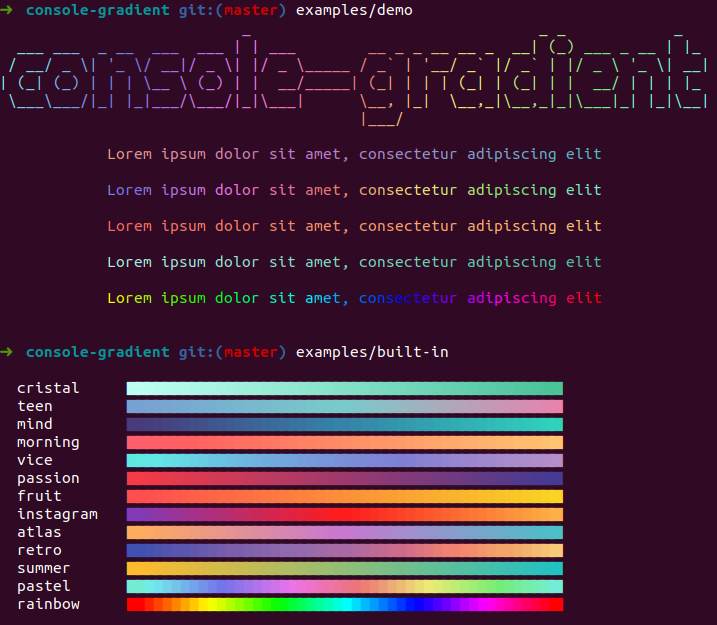 ➜ console-gradient git:(master) examples/demo
console-gradient
Lorem ipsum dolor sit amet, consectetur adipiscing elit
Lorem ipsum dolor sit amet, consectetur adipiscing elit
Lorem ipsum dolor sit amet, consectetur adipiscing elit
Lorem ipsum dolor sit amet, consectetur adipiscing elit
Lorem ipsum dolor sit amet, consectetur adipiscing elit
➜ console-gradient git:(master) examples/built-in
cristal
teen
mind
morning
vice
passion
fruit
instagram
atlas
retro
summer
pastel
rainbow